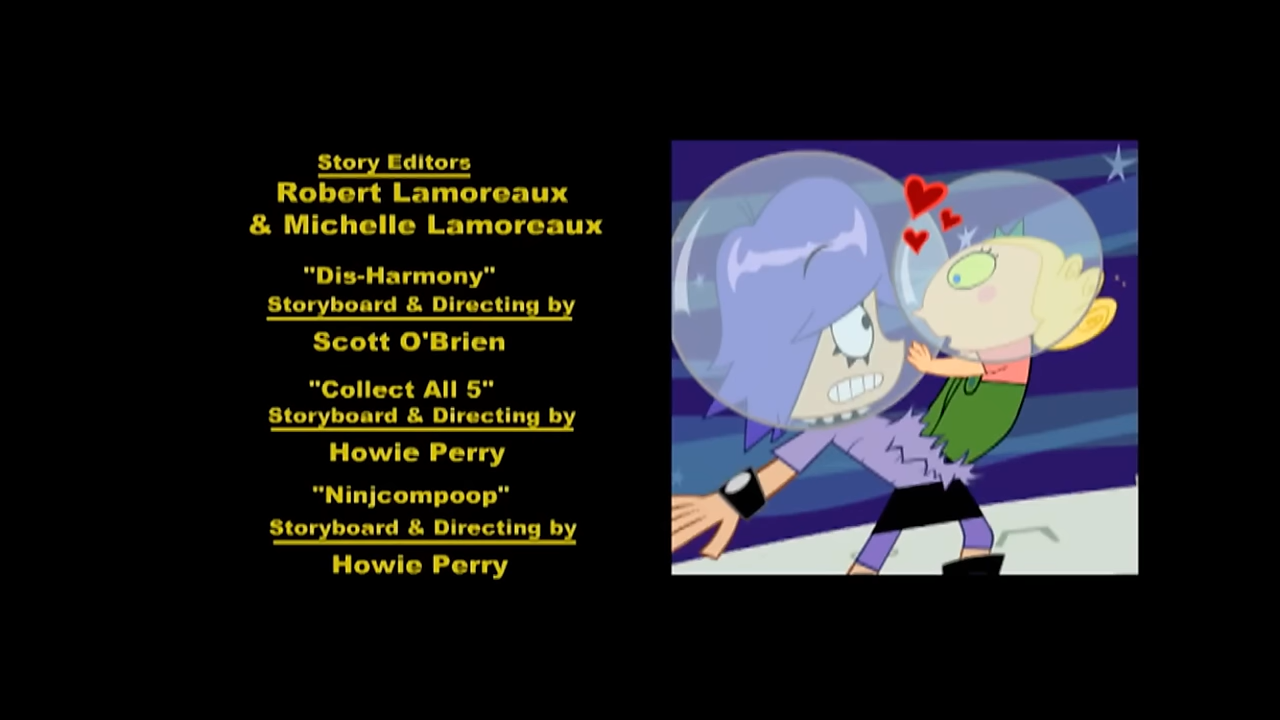 Story Editors
Robert Lamoreaux
& Michelle Lamoreaux
"Dis-Harmony"
Storyboard & Directing by
Scott O'Brien
"Collect All 5"
Storyboard & Directing by
Howie Perry
"Ninjcompoop"
Storyboard & Directing by
Howie Perry